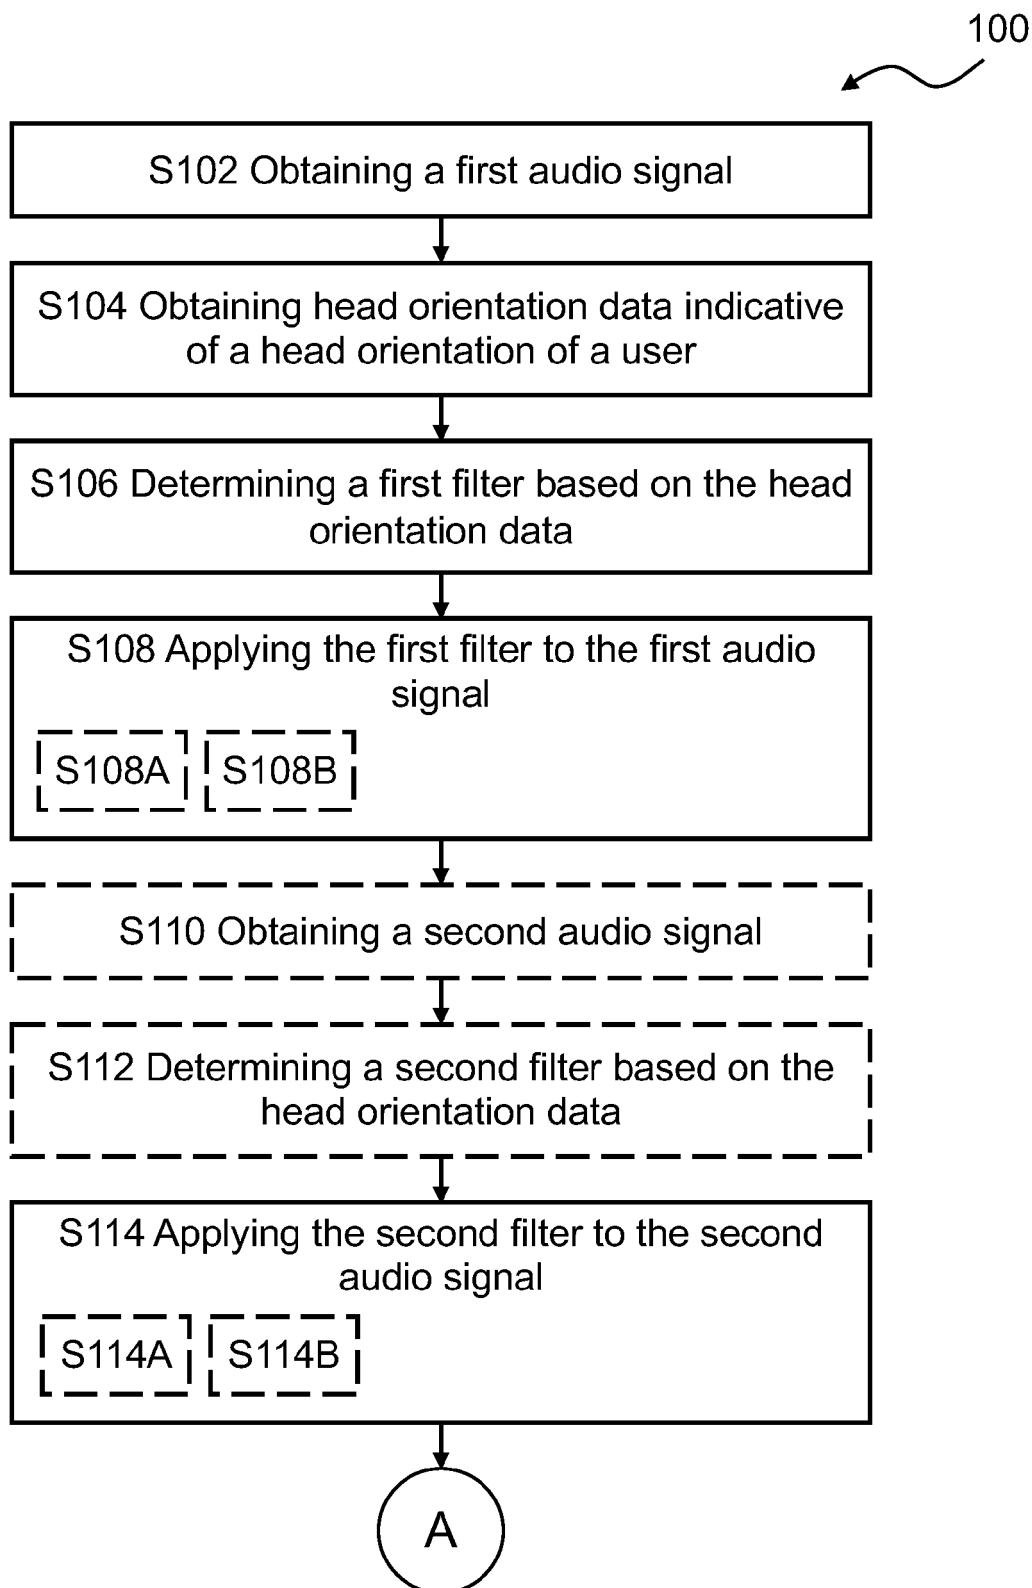 100
S102 Obtaining a first audio signal
S104 Obtaining head orientation data indicative
of a head orientation of a user
S106 Determining a first filter based on the head
orientation data
S108 Applying the first filter to the first audio
signal
S108A S108B
S110 Obtaining a second audio signal
S112 Determining a second filter based on the
head orientation data
S114 Applying the second filter to the second
audio signal
S114A S114B
A